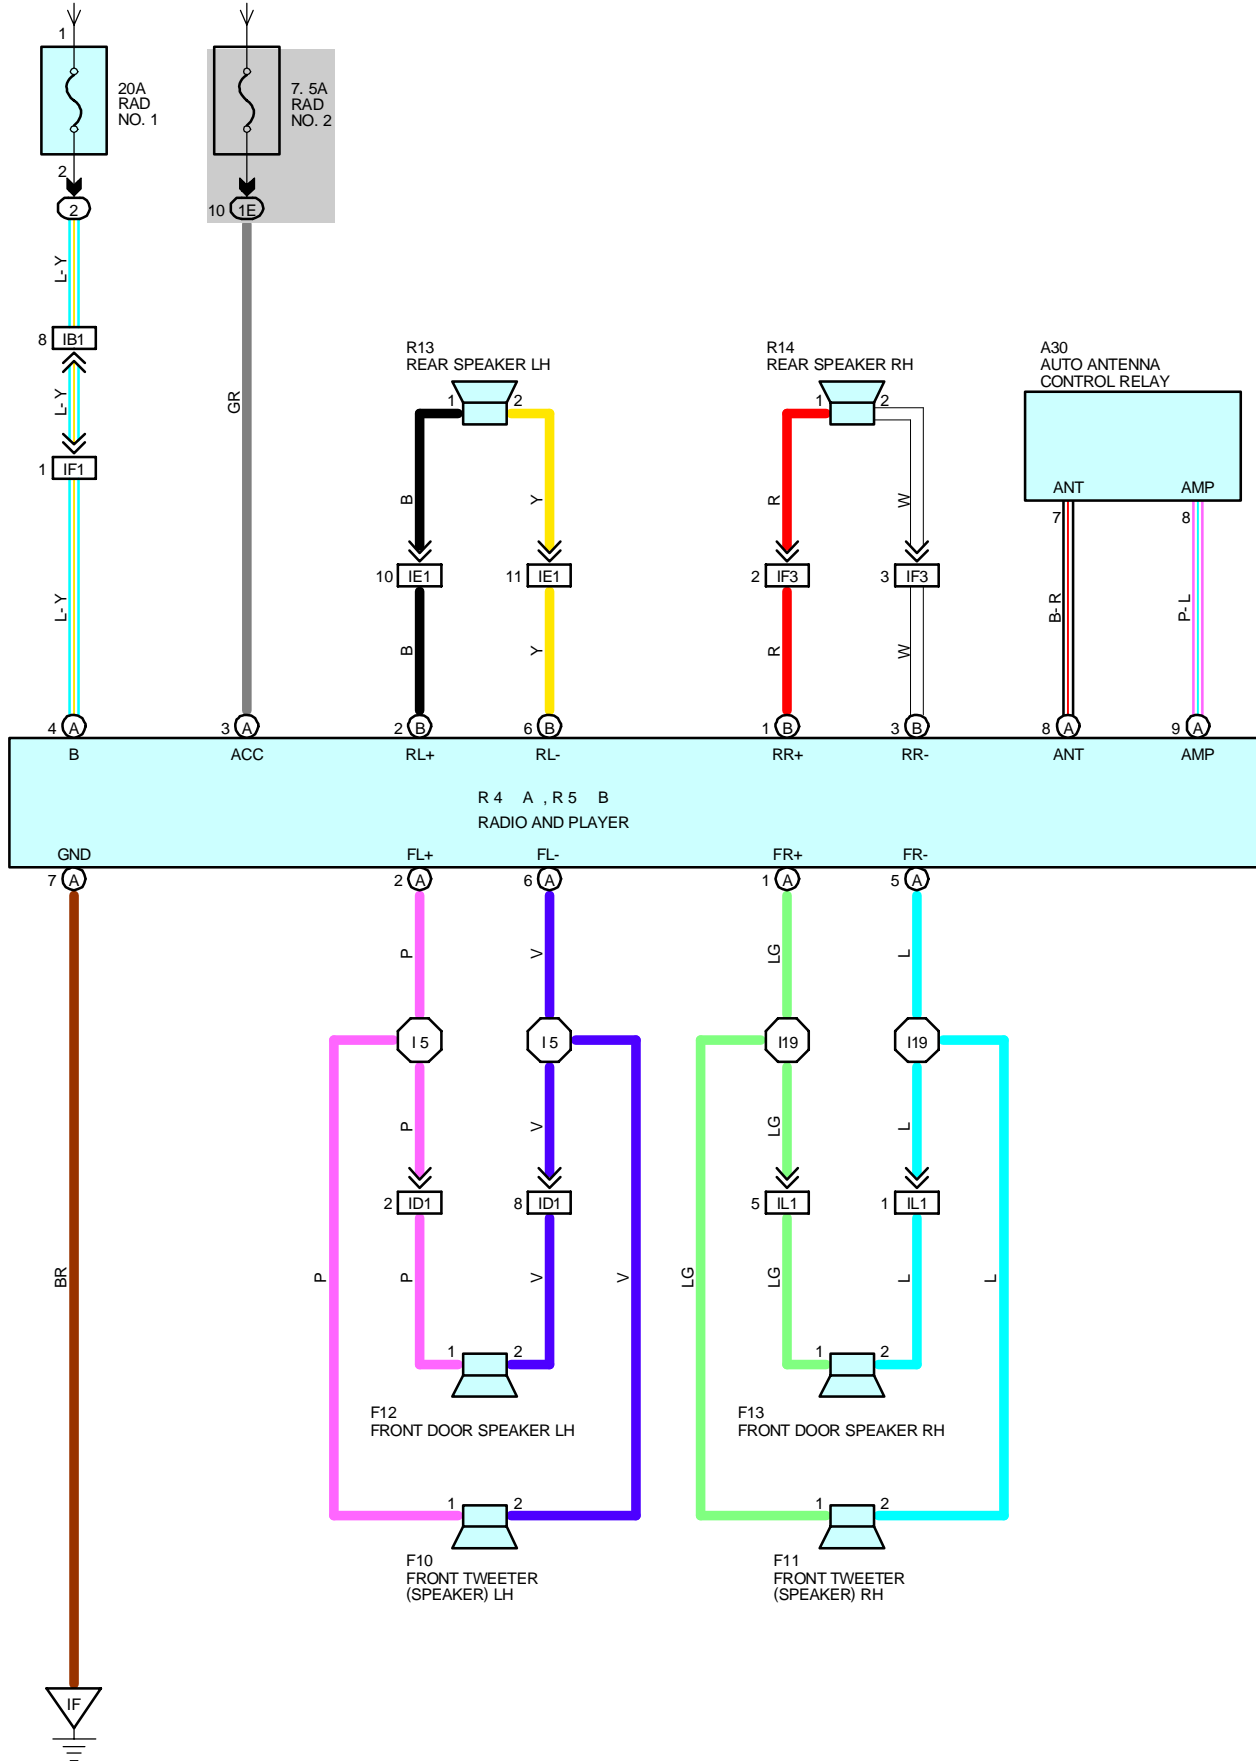 1
20A
RAD
NO. 1
7. 5A
RAD
NO. 2
2
2
10 1E
L- Y
8 IB1
L- Y
GR
1 IF1
L- Y
R13
REAR SPEAKER LH
1 2
B Y
10 IE1 11 IE1
B Y
R14
REAR SPEAKER RH
1 2
R W
2 IF3 3 IF3
R W
A30
AUTO ANTENNA
CONTROL RELAY
ANT AMP
7 8
B- R P- L
4 A 3 A 2 B 6 B 1 B 3 B 8 A 9 A
B ACC RL+ RL- RR+ RR- ANT AMP
R 4 A , R 5 B
RADIO AND PLAYER
GND FL+ FL- FR+ FR-
7 A 2 A 6 A 1 A 5 A
P V LG L
I 5 I 5 I19 I19
P V LG L
2 ID1 8 ID1 5 IL1 1 IL1
BR P P V V LG LG L L
1 2 1 2
F12
FRONT DOOR SPEAKER LH
F13
FRONT DOOR SPEAKER RH
1 2 1 2
F10
FRONT TWEETER
(SPEAKER) LH
F11
FRONT TWEETER
(SPEAKER) RH
IF